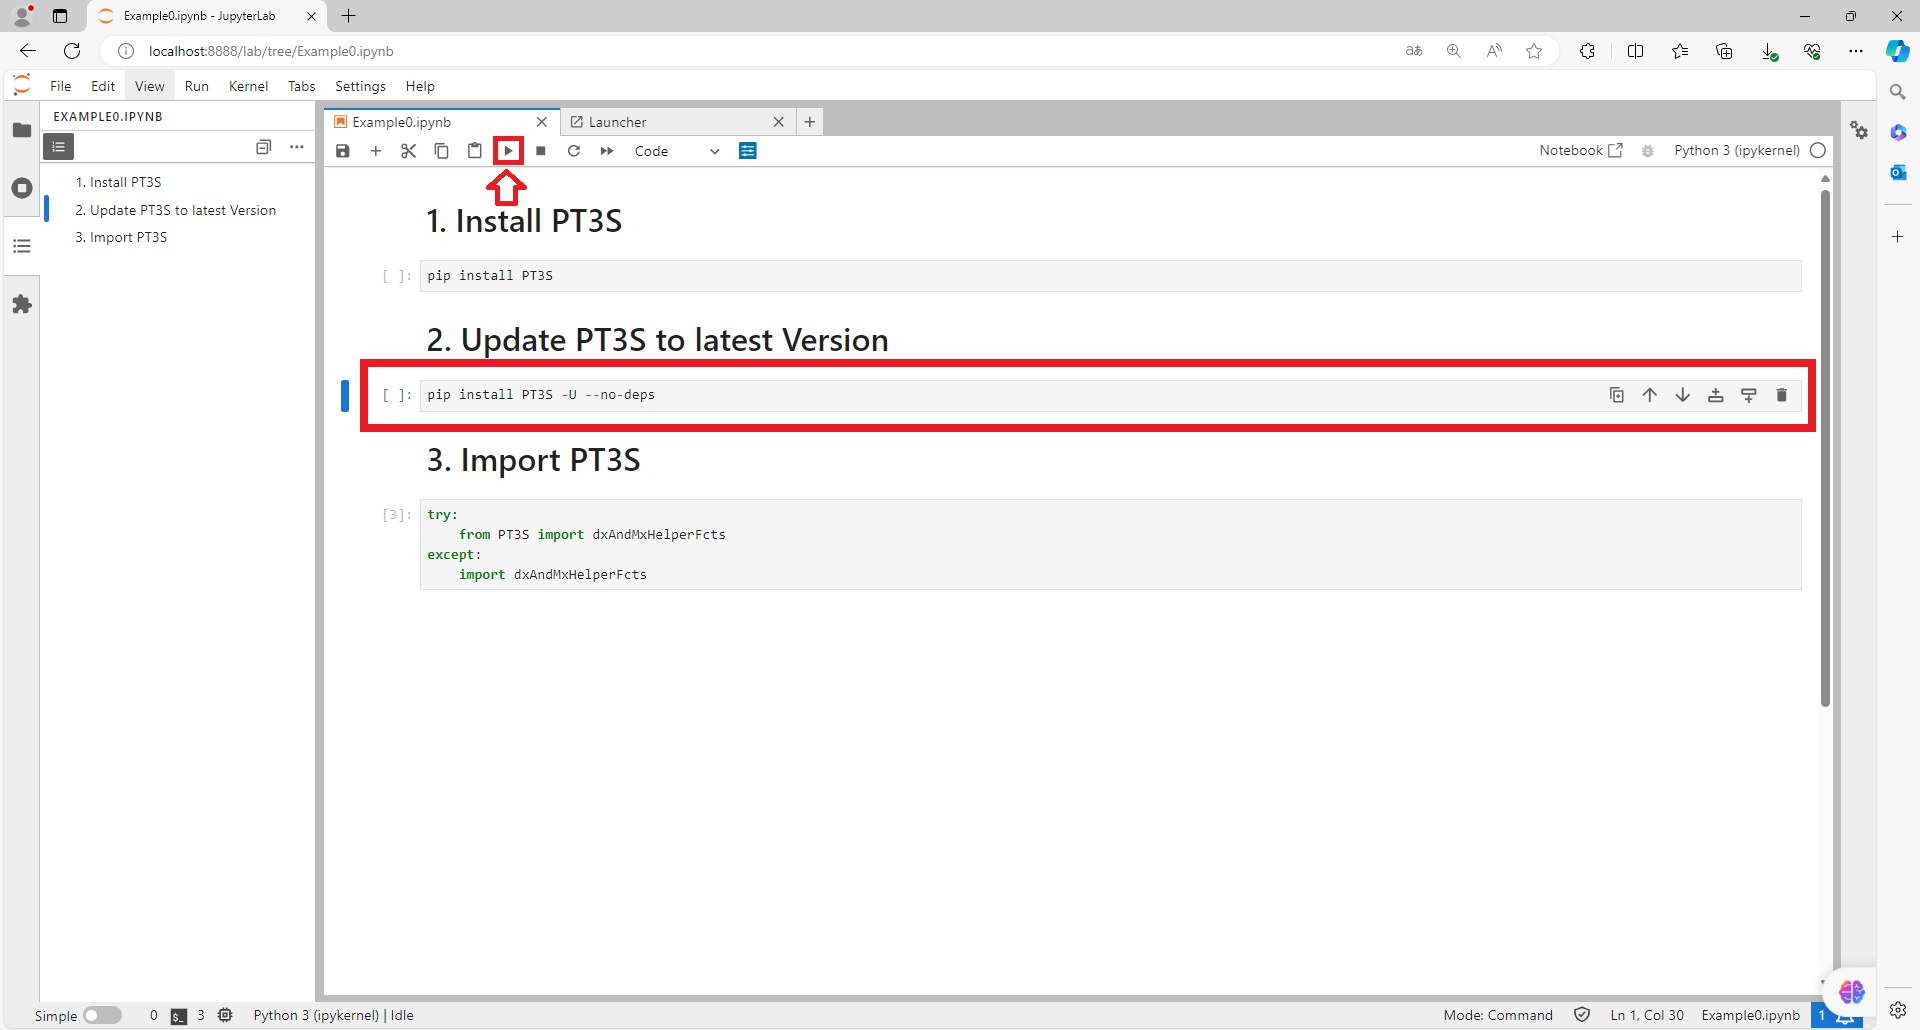 Example0.ipynb - JupyterLab
localhost:8888/lab/tree/Example0.ipynb
aあ
File Edit View Run Kernel Tabs Settings Help
EXAMPLE0.IPYNB
1. Install PT3S
2. Update PT3S to latest Version
3. Import PT3S
Example0.ipynb
Launcher
Code
Notebook
Python 3 (ipykernel)
1. Install PT3S
[ ]: pip install PT3S
2. Update PT3S to latest Version
[ ]: pip install PT3S -U --no-deps
3. Import PT3S
[3]: try:
from PT3S import dxAndMxHelperFcts
except:
import dxAndMxHelperFcts
Simple 0 $_ 3 Python 3 (ipykernel) | Idle
Mode: Command Ln 1, Col 30 Example0.ipynb 1